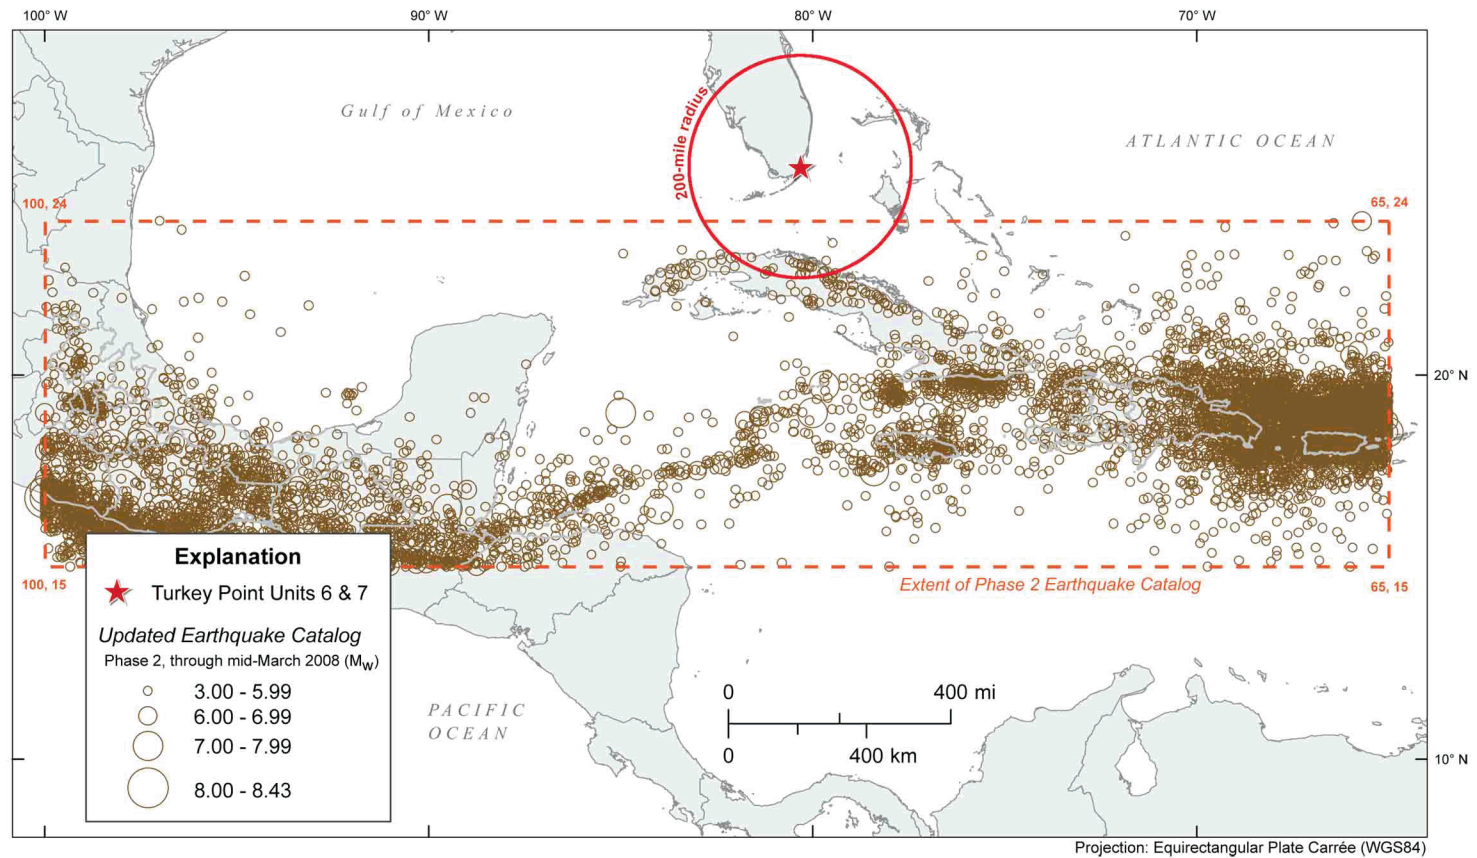 100° W
90° W
80° W
70° W
Gulf of Mexico
200-mile radius
ATLANTIC OCEAN
100, 24
65, 24
20° N
100, 15
65, 15
Extent of Phase 2 Earthquake Catalog
Explanation
Turkey Point Units 6 & 7
Updated Earthquake Catalog
Phase 2, through mid-March 2008 (Mw)
3.00 - 5.99
6.00 - 6.99
7.00 - 7.99
8.00 - 8.43
PACIFIC
OCEAN
0 400 mi
0 400 km
10° N
Projection: Equirectangular Plate Carrée (WGS84)